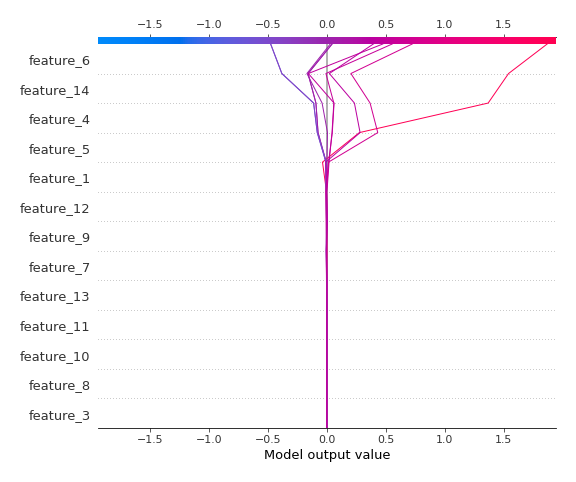 −1.5 −1.0 −0.5 0.0 0.5 1.0 1.5
feature_6
feature_14
feature_4
feature_5
feature_1
feature_12
feature_9
feature_7
feature_13
feature_11
feature_10
feature_8
feature_3
−1.5 −1.0 −0.5 0.0 0.5 1.0 1.5
Model output value